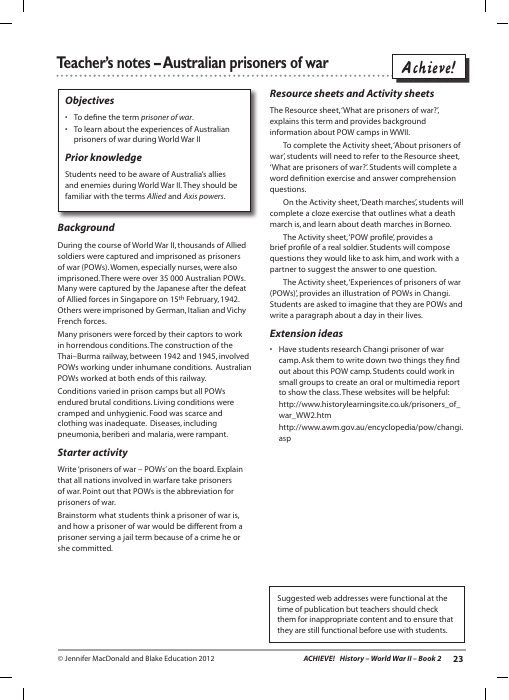 Teacher's notes – Australian prisoners of war
Achieve!
Objectives
• To define the term prisoner of war.
• To learn about the experiences of Australian
prisoners of war during World War II
Prior knowledge
Students need to be aware of Australia's allies
and enemies during World War II. They should be
familiar with the terms Allied and Axis powers.
Background
During the course of World War II, thousands of Allied
soldiers were captured and imprisoned as prisoners
of war (POWs). Women, especially nurses, were also
imprisoned. There were over 35 000 Australian POWs.
Many were captured by the Japanese after the defeat
of Allied forces in Singapore on 15th February, 1942.
Others were imprisoned by German, Italian and Vichy
French forces.
Many prisoners were forced by their captors to work
in horrendous conditions. The construction of the
Thai–Burma railway, between 1942 and 1945, involved
POWs working under inhumane conditions. Australian
POWs worked at both ends of this railway.
Conditions varied in prison camps but all POWs
endured brutal conditions. Living conditions were
cramped and unhygienic. Food was scarce and
clothing was inadequate. Diseases, including
pneumonia, beriberi and malaria, were rampant.
Starter activity
Write 'prisoners of war – POWs' on the board. Explain
that all nations involved in warfare take prisoners
of war. Point out that POWs is the abbreviation for
prisoners of war.
Brainstorm what students think a prisoner of war is,
and how a prisoner of war would be different from a
prisoner serving a jail term because of a crime he or
she committed.
Resource sheets and Activity sheets
The Resource sheet, 'What are prisoners of war?',
explains this term and provides background
information about POW camps in WWII.
To complete the Activity sheet, 'About prisoners of
war', students will need to refer to the Resource sheet,
'What are prisoners of war?'. Students will complete a
word definition exercise and answer comprehension
questions.
On the Activity sheet, 'Death marches', students will
complete a cloze exercise that outlines what a death
march is, and learn about death marches in Borneo.
The Activity sheet, 'POW profile', provides a
brief profile of a real soldier. Students will compose
questions they would like to ask him, and work with a
partner to suggest the answer to one question.
The Activity sheet, 'Experiences of prisoners of war
(POWs)', provides an illustration of POWs in Changi.
Students are asked to imagine that they are POWs and
write a paragraph about a day in their lives.
Extension ideas
• Have students research Changi prisoner of war
camp. Ask them to write down two things they find
out about this POW camp. Students could work in
small groups to create an oral or multimedia report
to show the class. These websites will be helpful:
http://www.historylearningsite.co.uk/prisoners_of_
war_WW2.htm
http://www.awm.gov.au/encyclopedia/pow/changi.
asp
Suggested web addresses were functional at the
time of publication but teachers should check
them for inappropriate content and to ensure that
they are still functional before use with students.
© Jennifer MacDonald and Blake Education 2012
ACHIEVE! History – World War II – Book 2 23